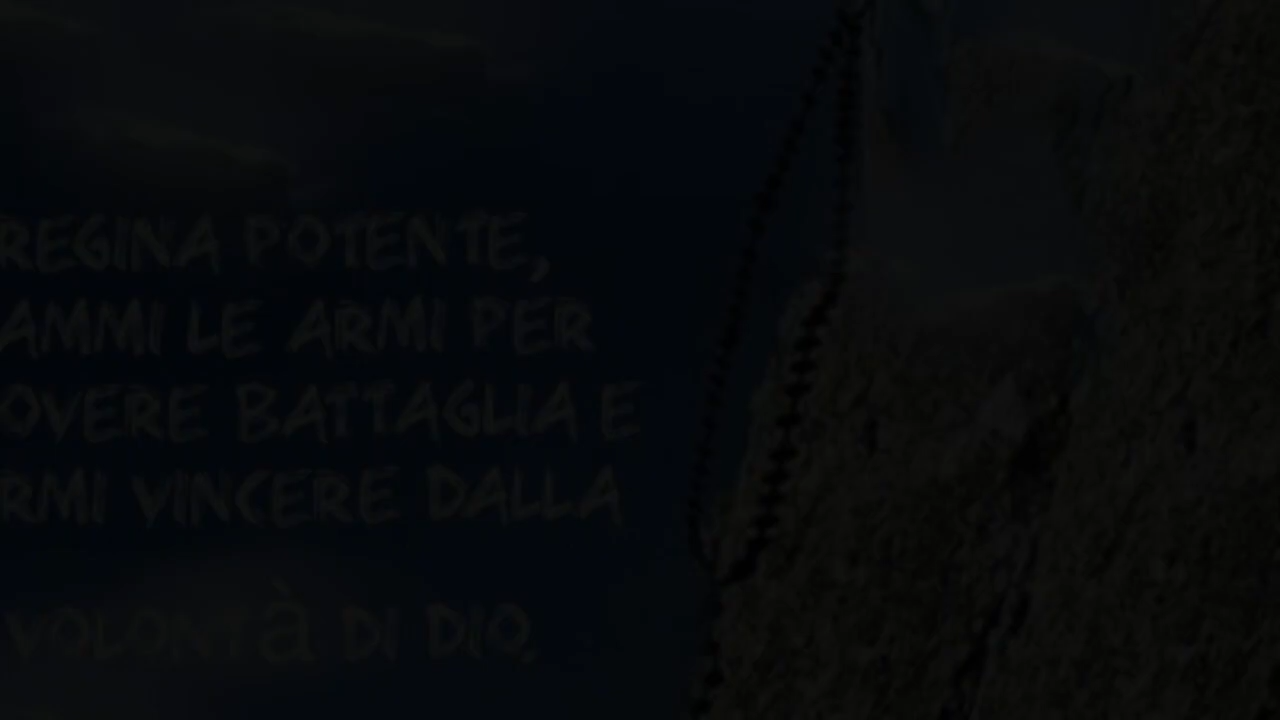 REGINA POTENTE,
AMMI LE ARMI PER
OVERE BATTAGLIA E
RMI VINCERE DALLA
VOLONTÀ DI DIO.